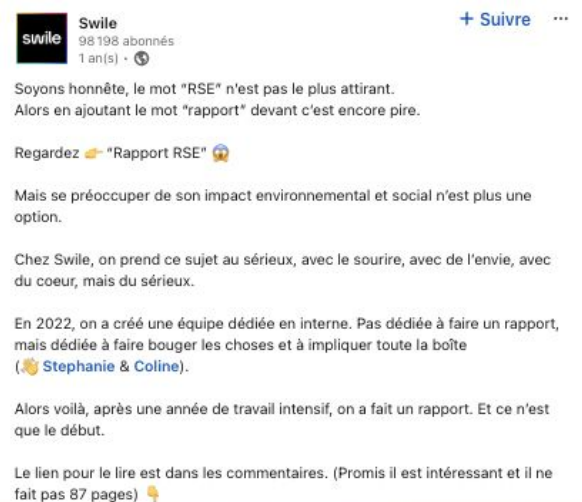 swile
Swile
98 198 abonnés
1 an(s) •
+ Suivre ...
Soyons honnête, le mot "RSE" n'est pas le plus attirant.
Alors en ajoutant le mot "rapport" devant c'est encore pire.
Regardez 👉 "Rapport RSE" 😱
Mais se préoccuper de son impact environnemental et social n'est plus une
option.
Chez Swile, on prend ce sujet au sérieux, avec le sourire, avec de l'envie, avec
du coeur, mais du sérieux.
En 2022, on a créé une équipe dédiée en interne. Pas dédiée à faire un rapport,
mais dédiée à faire bouger les choses et à impliquer toute la boîte
(👋 Stephanie & Coline).
Alors voilà, après une année de travail intensif, on a fait un rapport. Et ce n'est
que le début.
Le lien pour le lire est dans les commentaires. (Promis il est intéressant et il ne
fait pas 87 pages) 👇